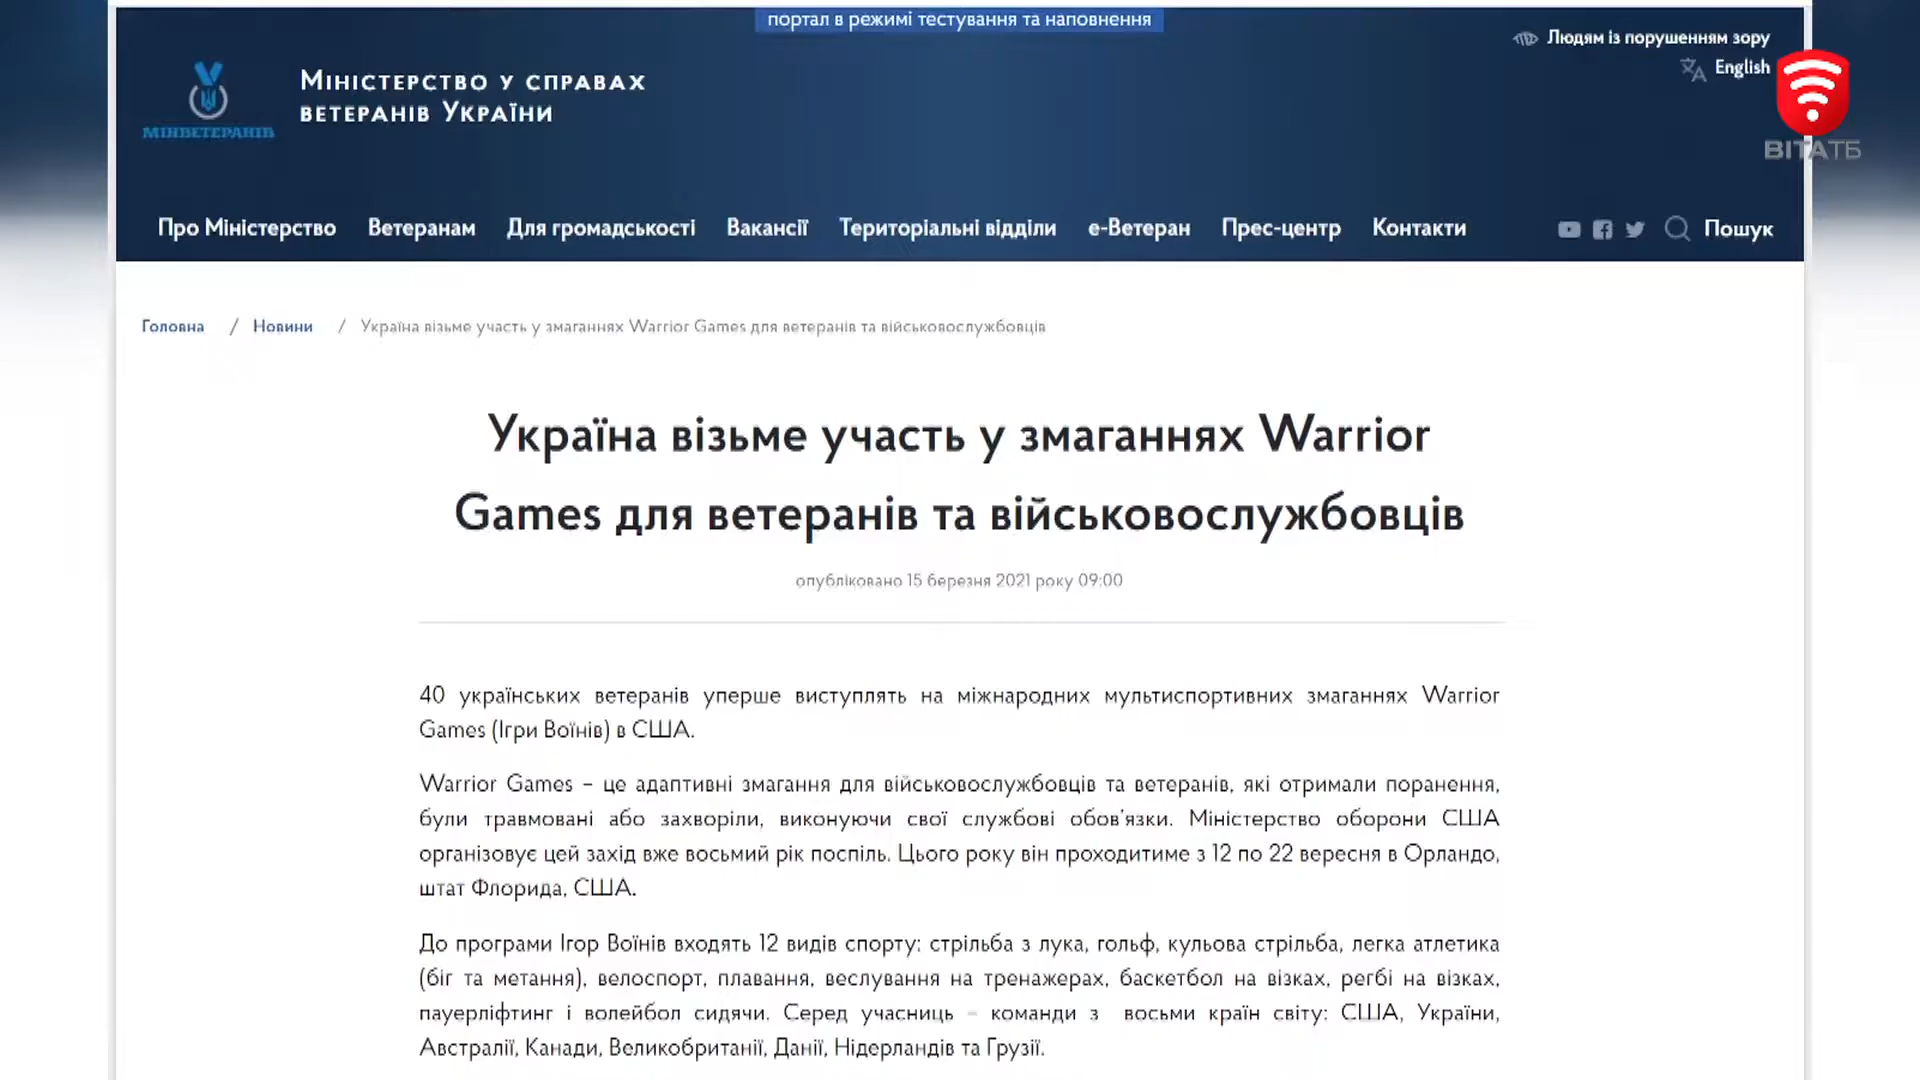 портал в режимі тестування та наповнення
Людям із порушенням зору
English
ВІТАТБ
Міністерство у справах
ветеранів України
МІНВЕТЕРАНІВ
Про Міністерство Ветеранам Для громадськості Вакансії Територіальні відділи е-Ветеран Прес-центр Контакти Пошук
Головна / Новини / Україна візьме участь у змаганнях Warrior Games для ветеранів та військовослужбовців
Україна візьме участь у змаганнях Warrior
Games для ветеранів та військовослужбовців
опубліковано 15 березня 2021 року 09:00
40 українських ветеранів уперше виступлять на міжнародних мультиспортивних змаганнях Warrior
Games (Ігри Воїнів) в США.
Warrior Games – це адаптивні змагання для військовослужбовців та ветеранів, які отримали поранення,
були травмовані або захворіли, виконуючи свої службові обов’язки. Міністерство оборони США
організовує цей захід вже восьмий рік поспіль. Цього року він проходитиме з 12 по 22 вересня в Орландо,
штат Флорида, США.
До програми Ігор Воїнів входять 12 видів спорту: стрільба з лука, гольф, кульова стрільба, легка атлетика
(біг та метання), велоспорт, плавання, веслування на тренажерах, баскетбол на візках, регбі на візках,
пауерліфтинг і волейбол сидячи. Серед учасниць – команди з восьми країн світу: США, України,
Австралії, Канади, Великобританії, Данії, Нідерландів та Грузії.